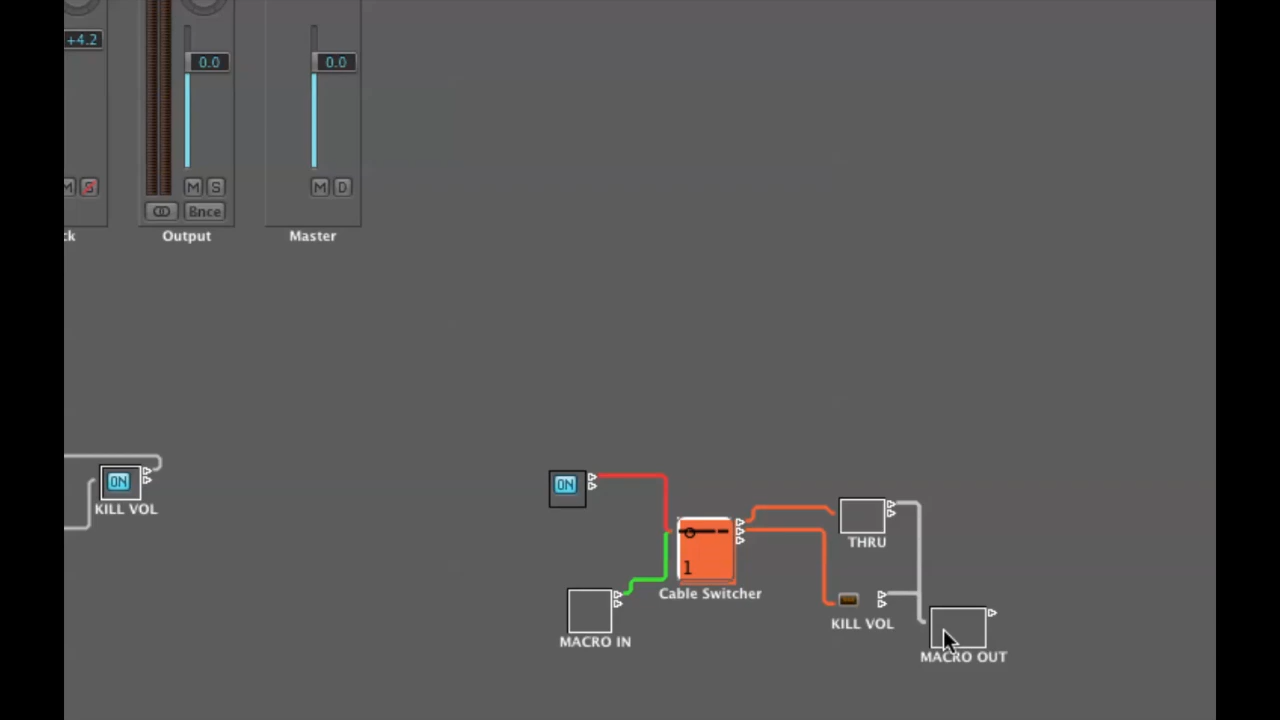 +4.2
0.0
0.0
M S
M S
M D
Bnce
ck
Output
Master
ON
KILL VOL
ON
1
Cable Switcher
THRU
MACRO IN
KILL VOL
MACRO OUT